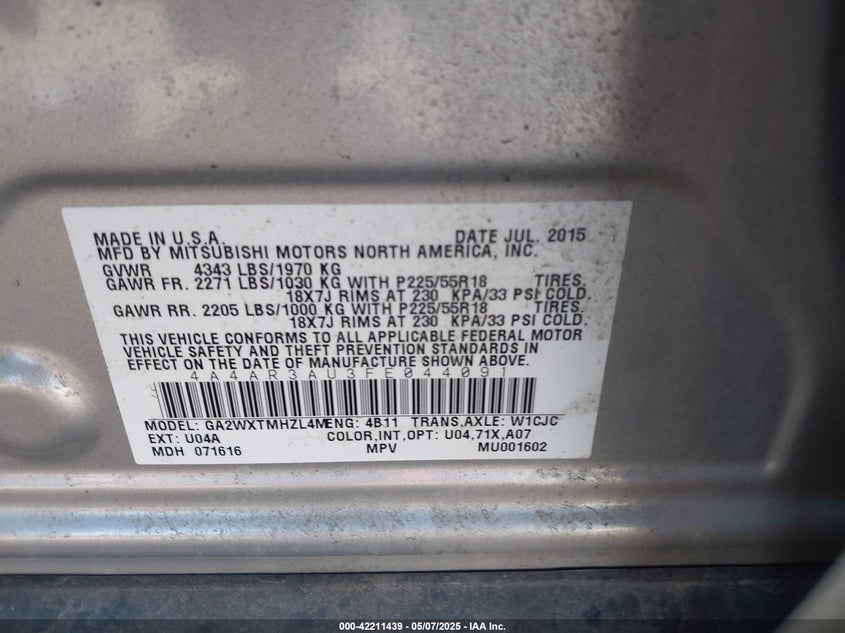 MADE IN U.S.A. DATE JUL. 2015
MFD BY MITSUBISHI MOTORS NORTH AMERICA, INC.
GVWR 4343 LBS/1970 KG
GAWR FR. 2271 LBS/1030 KG WITH P225/55R18 TIRES,
18X7J RIMS AT 230 KPA/33 PSI COLD.
GAWR RR. 2205 LBS/1000 KG WITH P225/55R18 TIRES,
18X7J RIMS AT 230 KPA/33 PSI COLD.
THIS VEHICLE CONFORMS TO ALL APPLICABLE FEDERAL MOTOR
VEHICLE SAFETY AND THEFT PREVENTION STANDARDS IN
EFFECT ON THE DATE OF MANUFACTURE SHOWN ABOVE.
4A4AR3AU3FE044091
MODEL: GA2WXTMHZL4M ENG: 4B11 TRANS,AXLE: W1CJC
EXT: U04A COLOR,INT,OPT: U04,71X,A07
MDH 071616 MPV MU001602
000-42211439 - 05/07/2025 - IAA Inc.